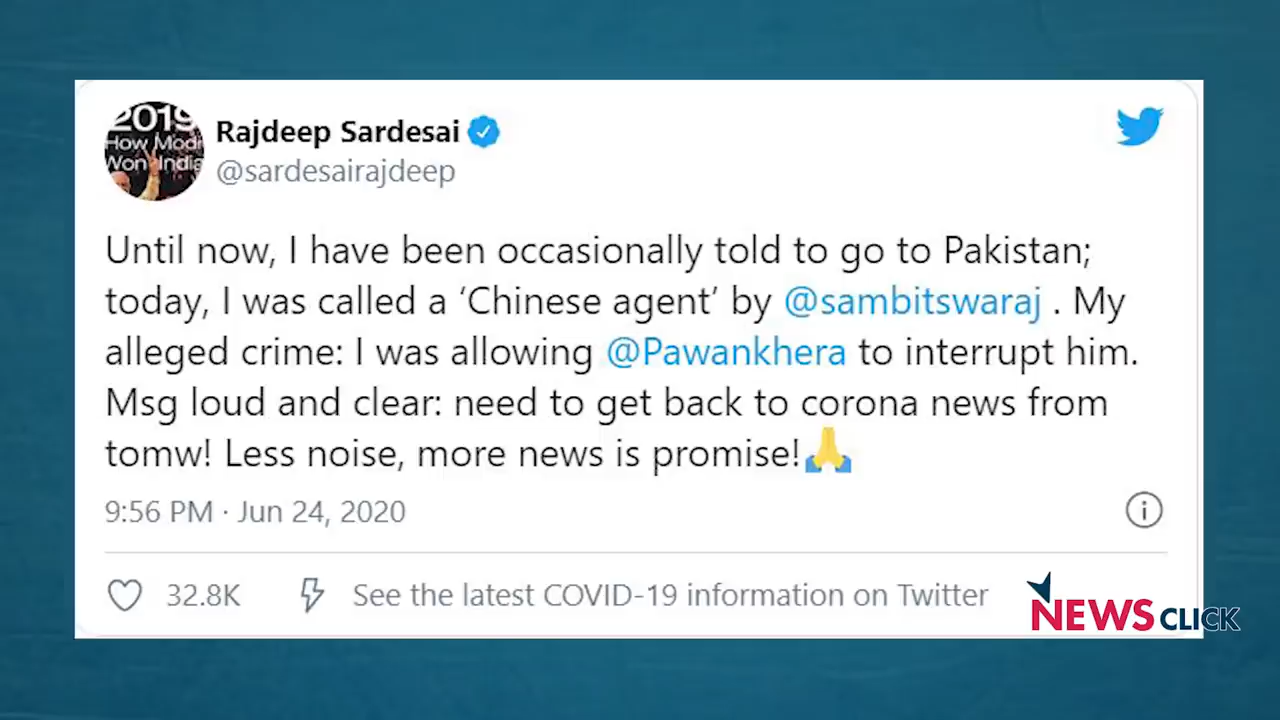 2019
How Modi
Won India
Rajdeep Sardesai
@sardesairajdeep
Until now, I have been occasionally told to go to Pakistan;
today, I was called a ‘Chinese agent’ by @sambitswaraj . My
alleged crime: I was allowing @Pawankhera to interrupt him.
Msg loud and clear: need to get back to corona news from
tomw! Less noise, more news is promise!🙏
9:56 PM · Jun 24, 2020
32.8K See the latest COVID-19 information on Twitter
NEWS CLICK